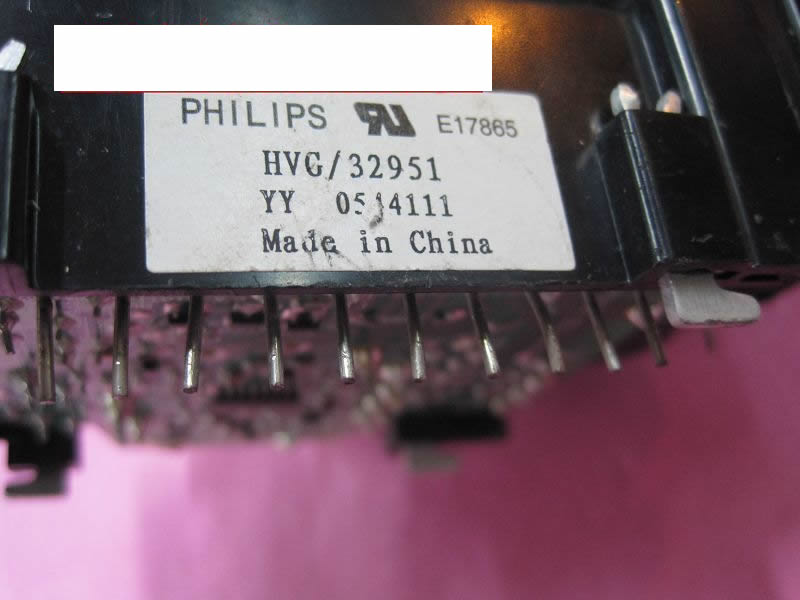 PHILIPS E17865
HVG/32951
YY 0514111
Made in China